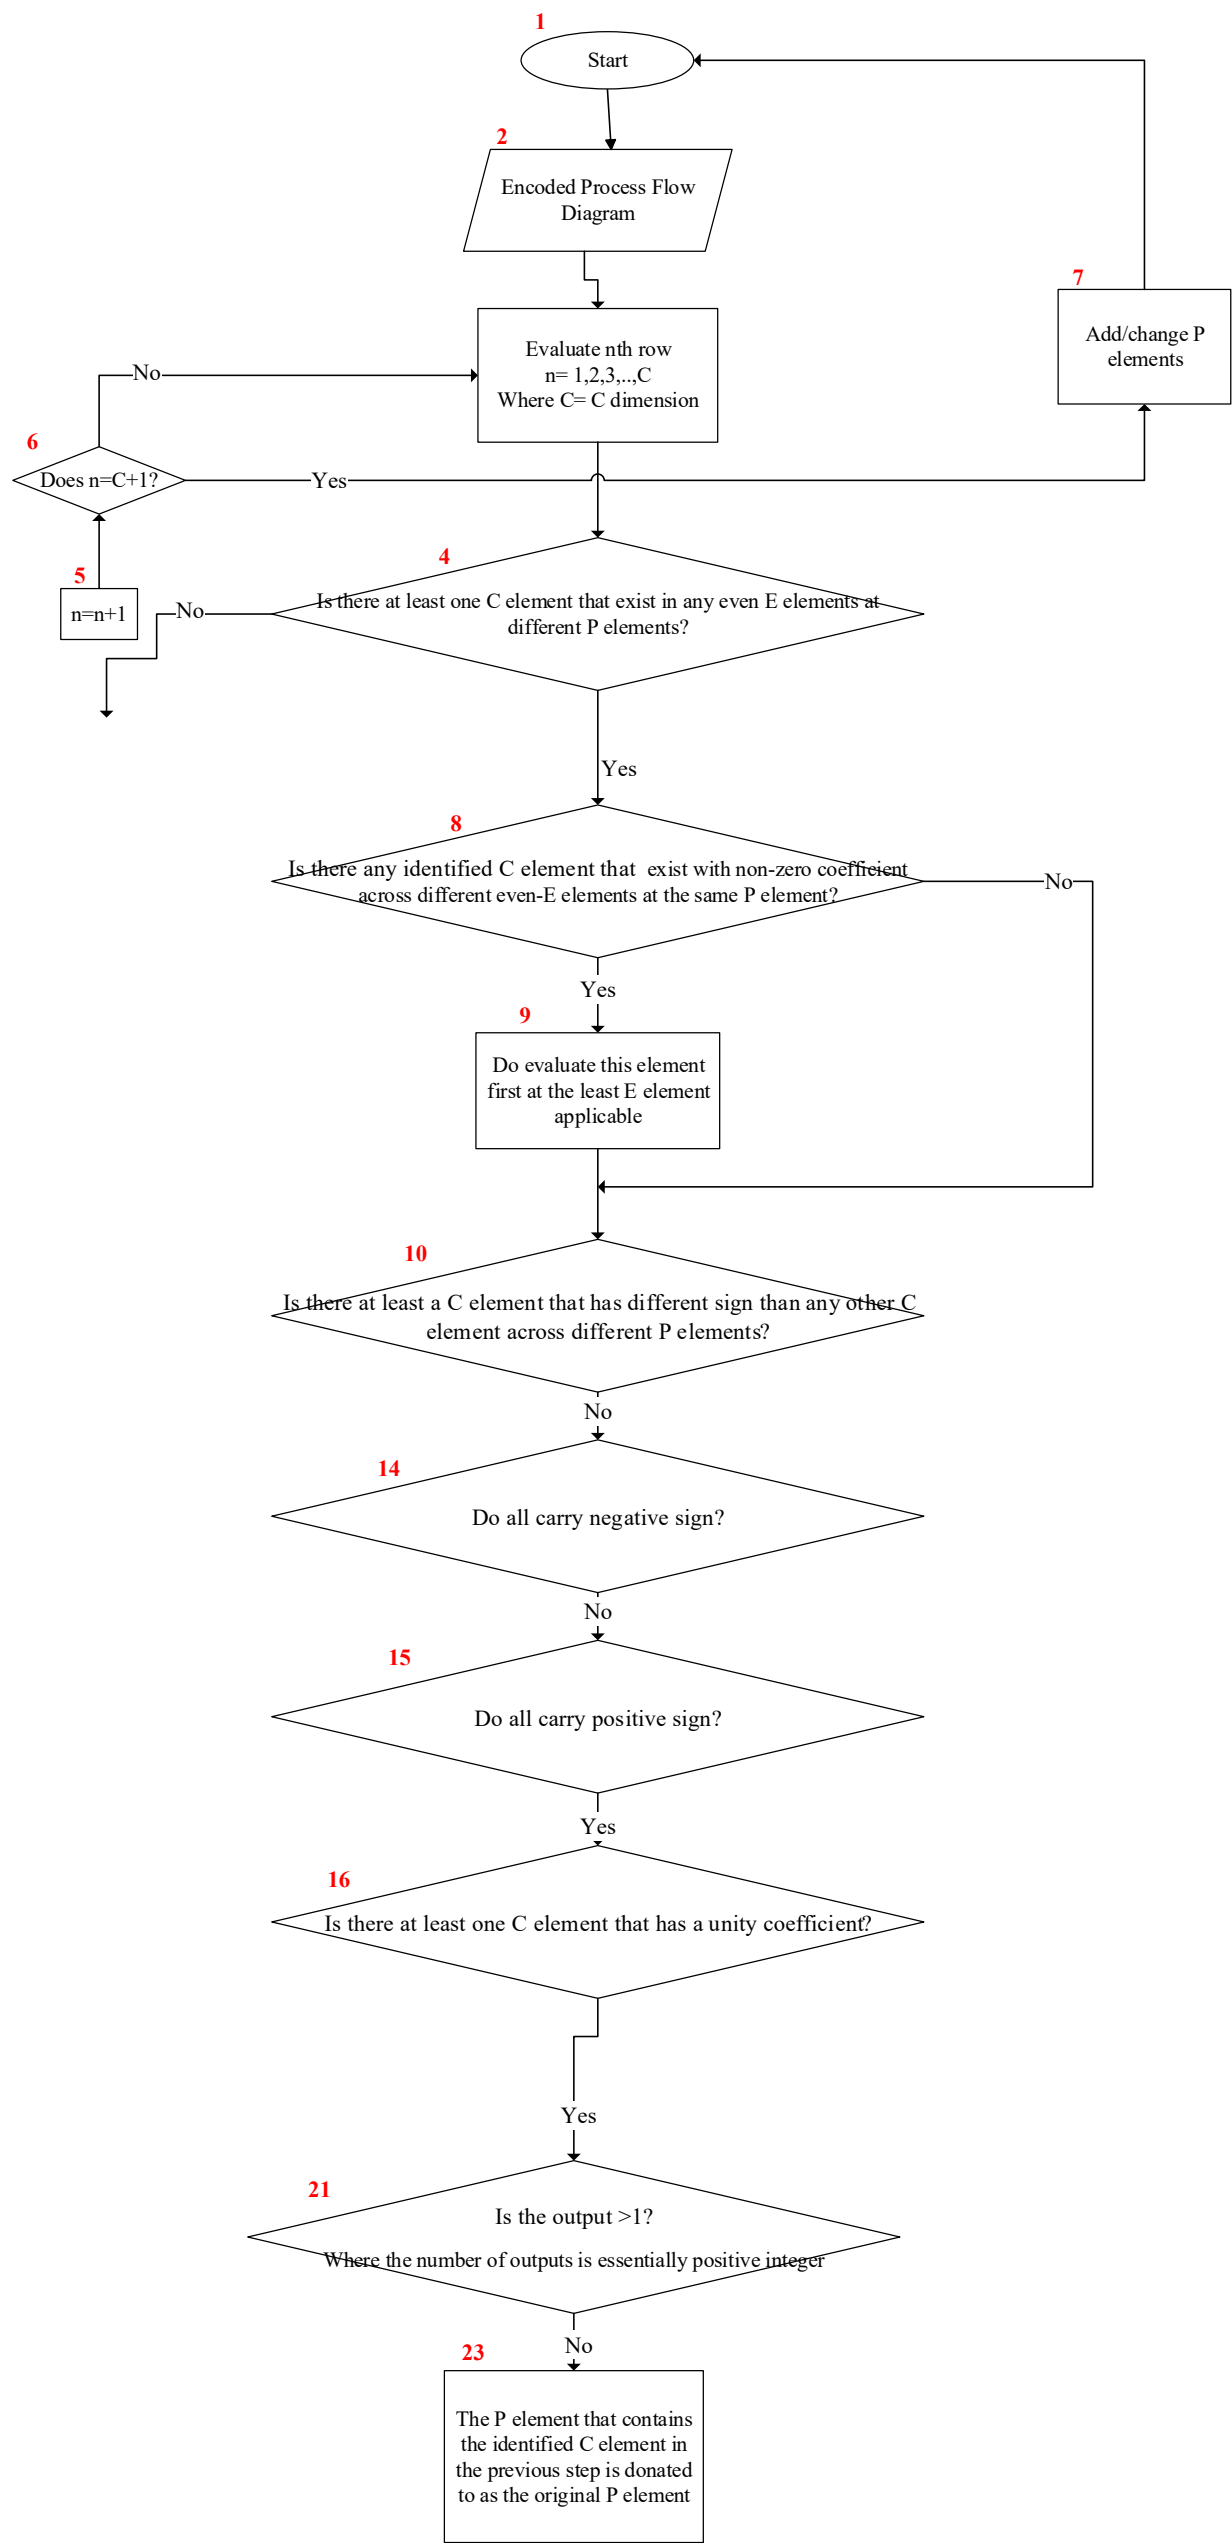 1
Start
2
Encoded Process Flow
Diagram
7
Add/change P
elements
Evaluate nth row
n= 1,2,3,..,C
Where C= C dimension
No
6
Does n=C+1?
Yes
4
Is there at least one C element that exist in any even E elements at
different P elements?
5
n=n+1
No
Yes
8
Is there any identified C element that exist with non-zero coefficient
across different even-E elements at the same P element?
No
Yes
9
Do evaluate this element
first at the least E element
applicable
10
Is there at least a C element that has different sign than any other C
element across different P elements?
No
14
Do all carry negative sign?
No
15
Do all carry positive sign?
Yes
16
Is there at least one C element that has a unity coefficient?
Yes
21
Is the output >1?
Where the number of outputs is essentially positive integer
No
23
The P element that contains
the identified C element in
the previous step is donated
to as the original P element